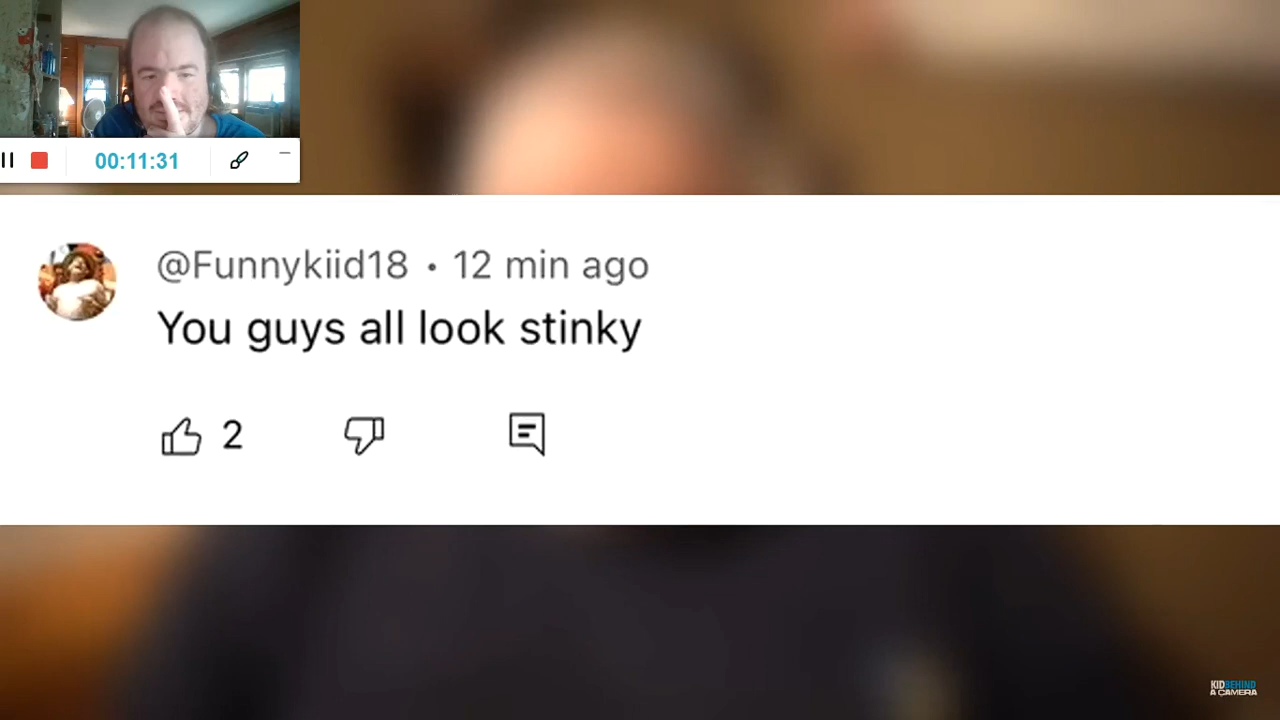 00:11:31
@Funnykiid18 • 12 min ago
You guys all look stinky
2
KIDBEHIND
A CAMERA